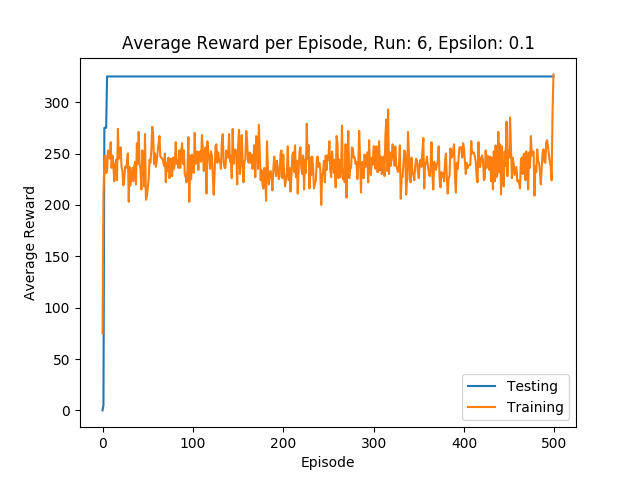 Average Reward per Episode, Run: 6, Epsilon: 0.1
Average Reward
300
250
200
150
100
50
0
0 100 200 300 400 500
Episode
Testing
Training